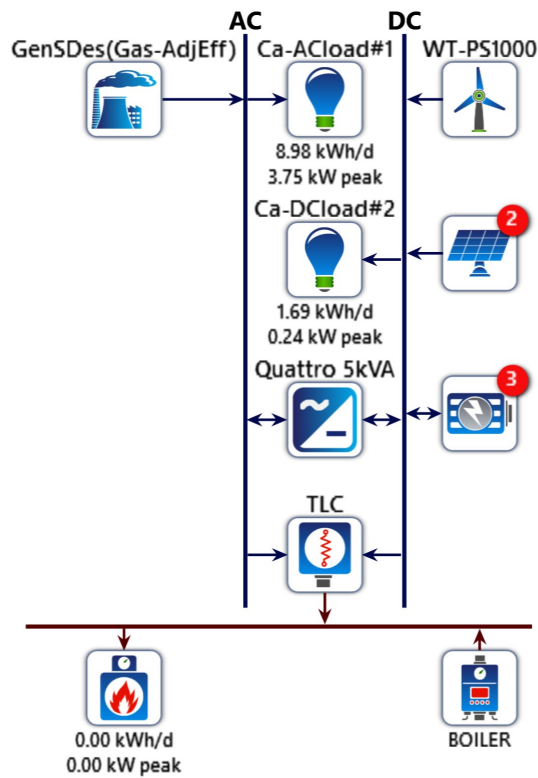 AC
DC
GenSDes(Gas-AdjEff)
Ca-ACload#1
WT-PS1000
8.98 kWh/d
3.75 kW peak
Ca-DCload#2
2
1.69 kWh/d
0.24 kW peak
Quattro 5kVA
3
TLC
0.00 kWh/d
0.00 kW peak
BOILER